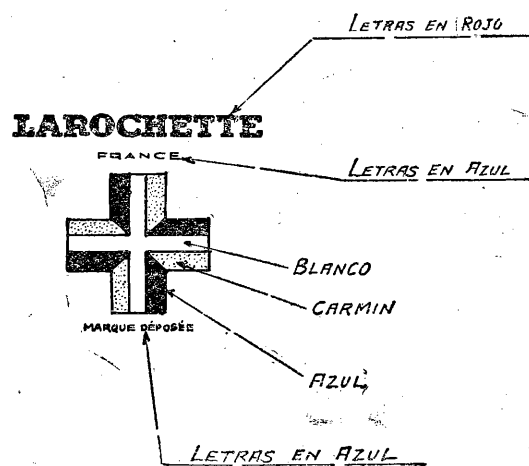 LETRAS EN ROJO
LAROCHETTE
FRANCE
LETRAS EN AZUL
BLANCO
CARMIN
MARQUE DÉPOSÉE
AZUL
LETRAS EN AZUL